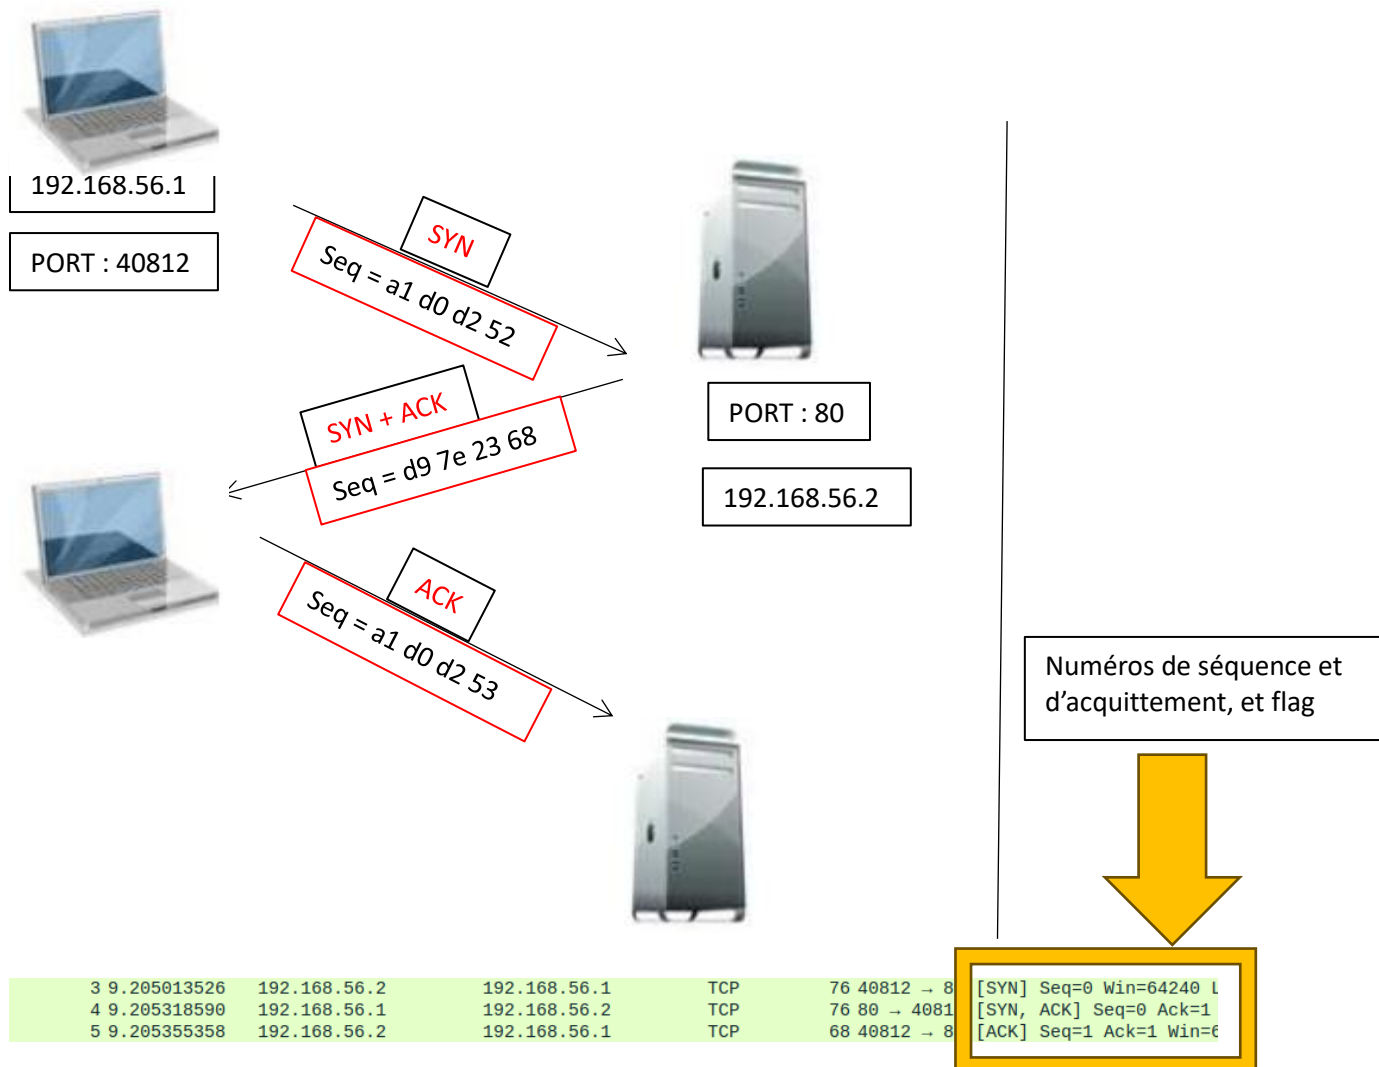 192.168.56.1
PORT : 40812
SYN
Seq = a1 d0 d2 52
SYN + ACK
Seq = d9 7e 23 68
PORT : 80
192.168.56.2
ACK
Seq = a1 d0 d2 53
Numéros de séquence et
d’acquittement, et flag
3 9.205013526 192.168.56.2 192.168.56.1 TCP 76 40812 → 8 [SYN] Seq=0 Win=64240 L
4 9.205318590 192.168.56.1 192.168.56.2 TCP 76 80 → 4081 [SYN, ACK] Seq=0 Ack=1
5 9.205355358 192.168.56.2 192.168.56.1 TCP 68 40812 → 8 [ACK] Seq=1 Ack=1 Win=6